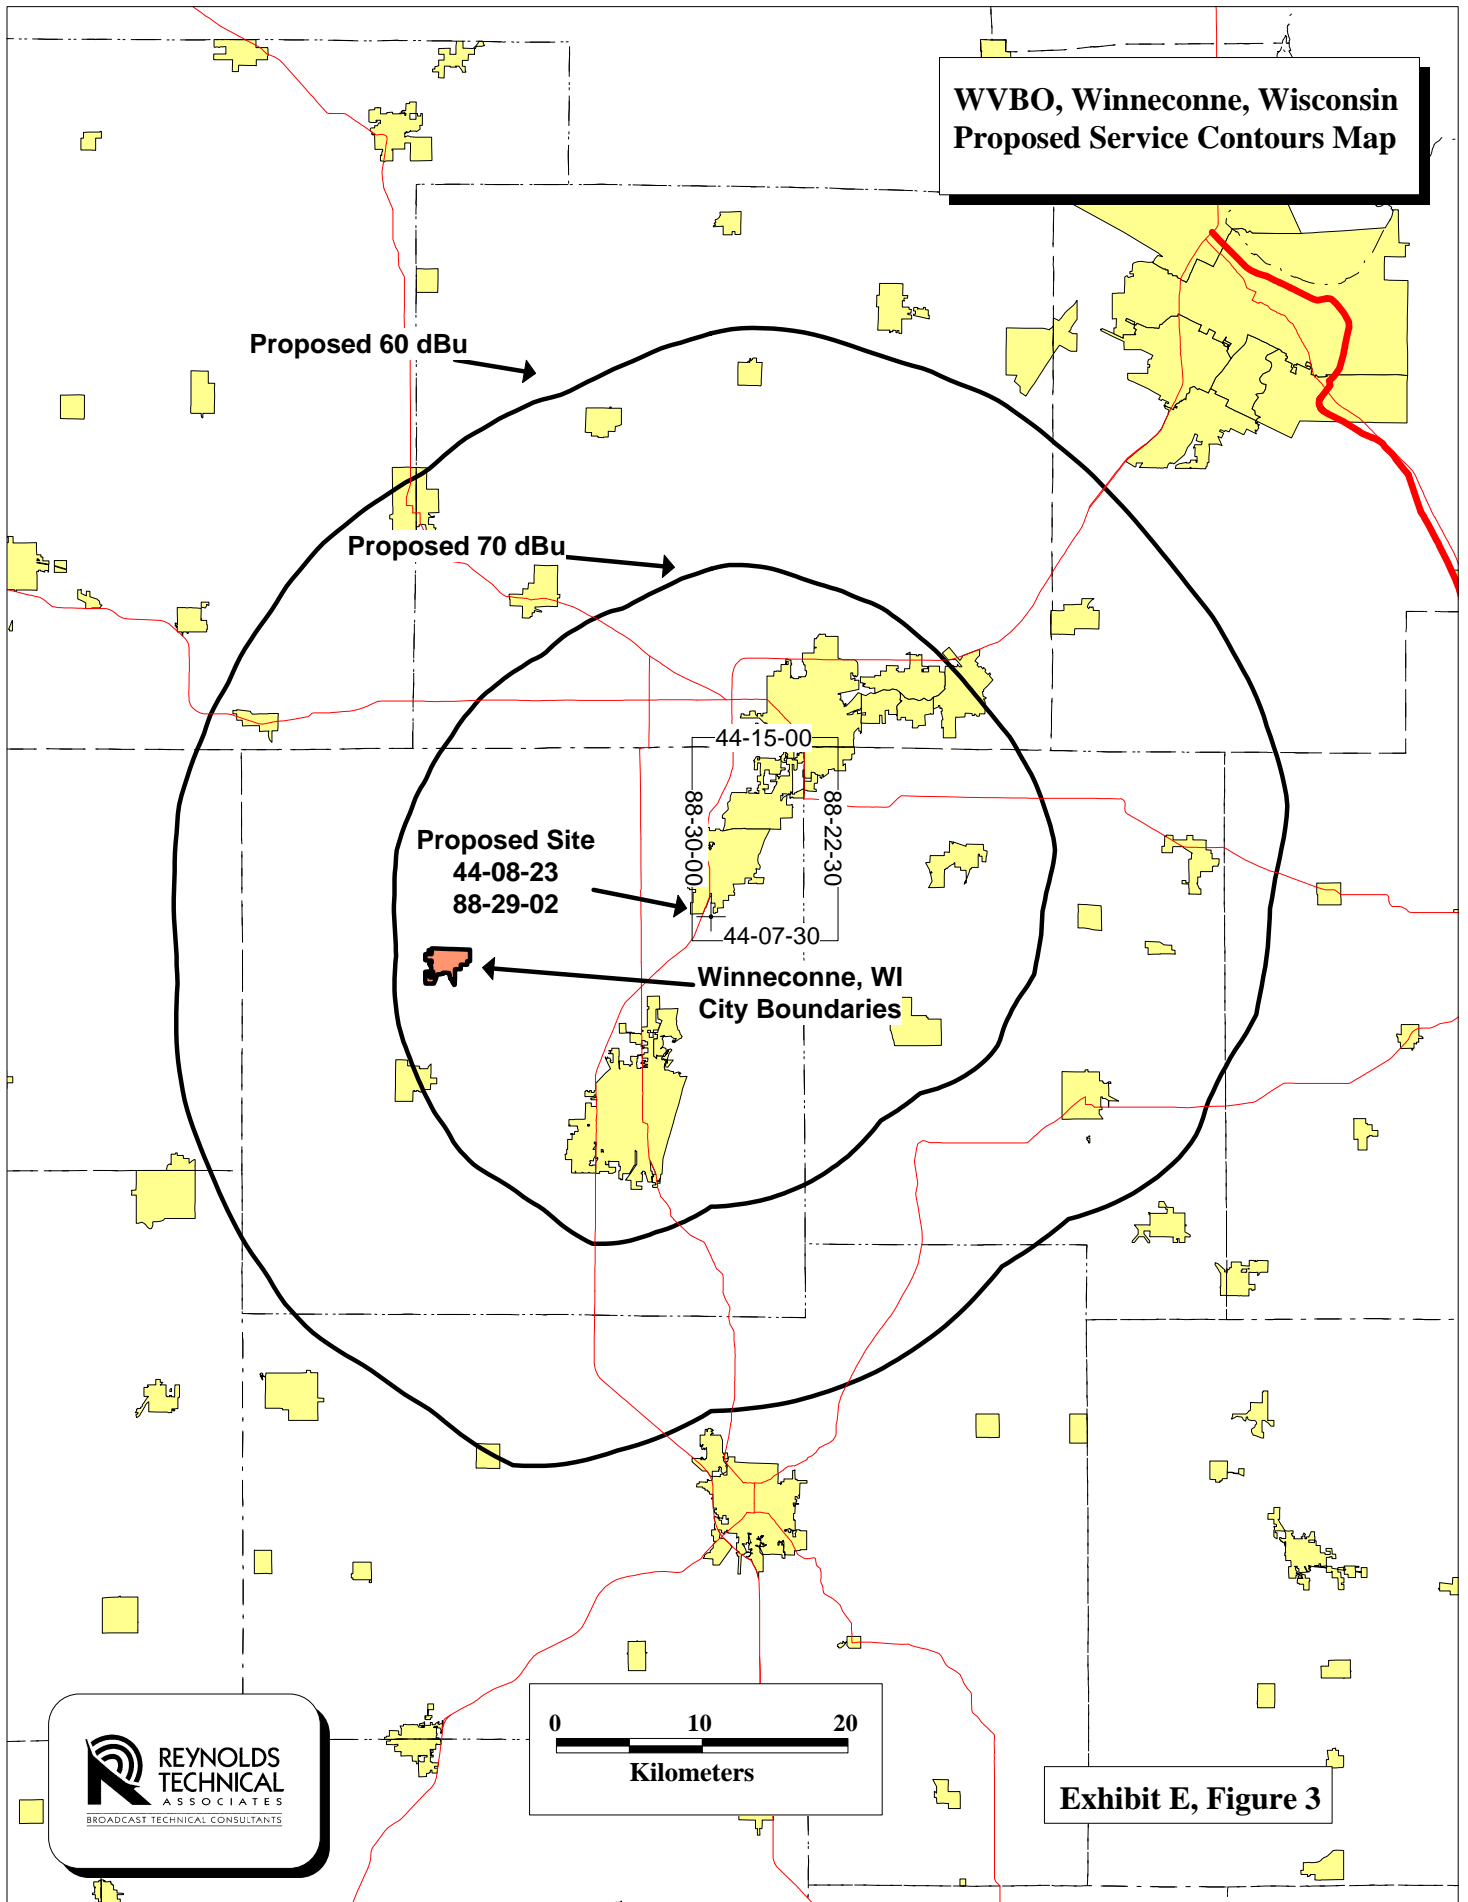 WVBO, Winneconne, Wisconsin
Proposed Service Contours Map
Proposed 60 dBu
Proposed 70 dBu
44-15-00
88-30-00
88-22-30
44-07-30
Proposed Site
44-08-23
88-29-02
Winneconne, WI
City Boundaries
0 10 20
Kilometers
REYNOLDS
TECHNICAL
ASSOCIATES
BROADCAST TECHNICAL CONSULTANTS
Exhibit E, Figure 3